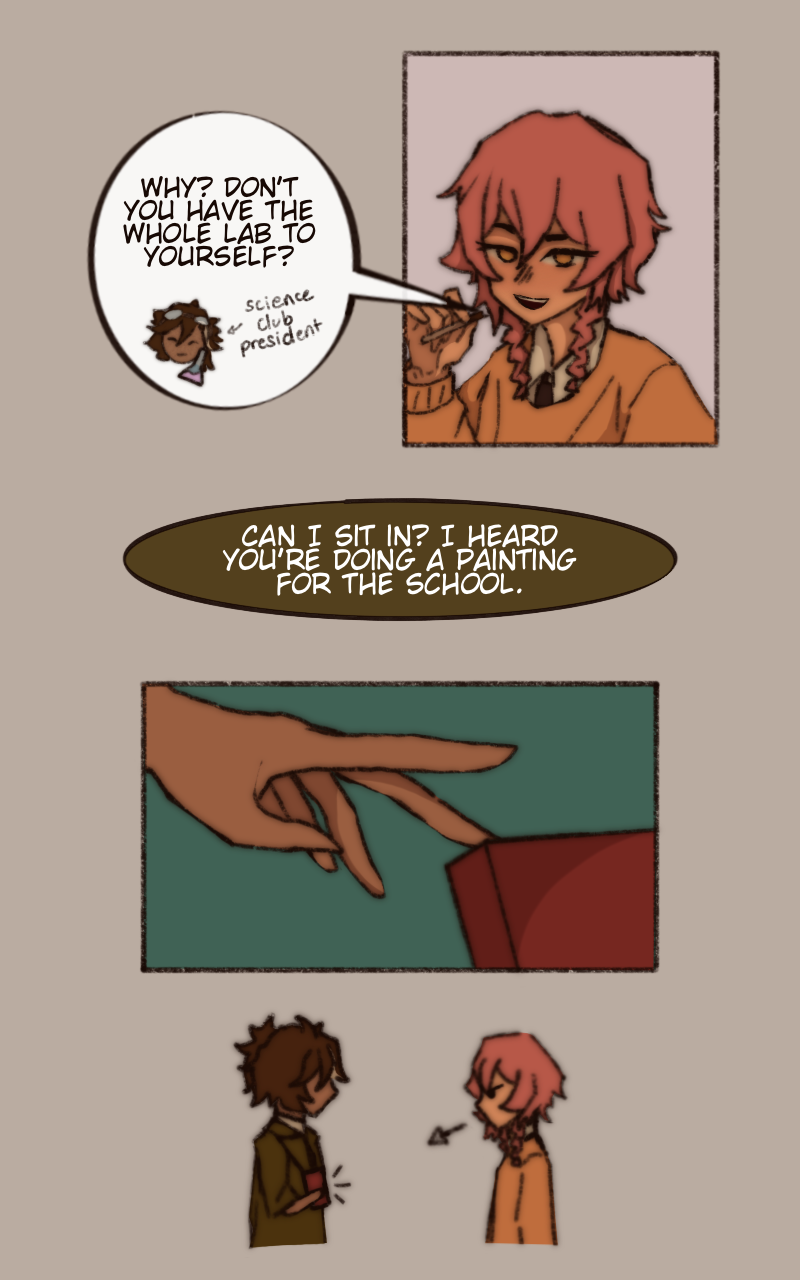 WHY? DON'T
YOU HAVE THE
WHOLE LAB TO
YOURSELF?
science
club
president
CAN I SIT IN? I HEARD
YOU'RE DOING A PAINTING
FOR THE SCHOOL.